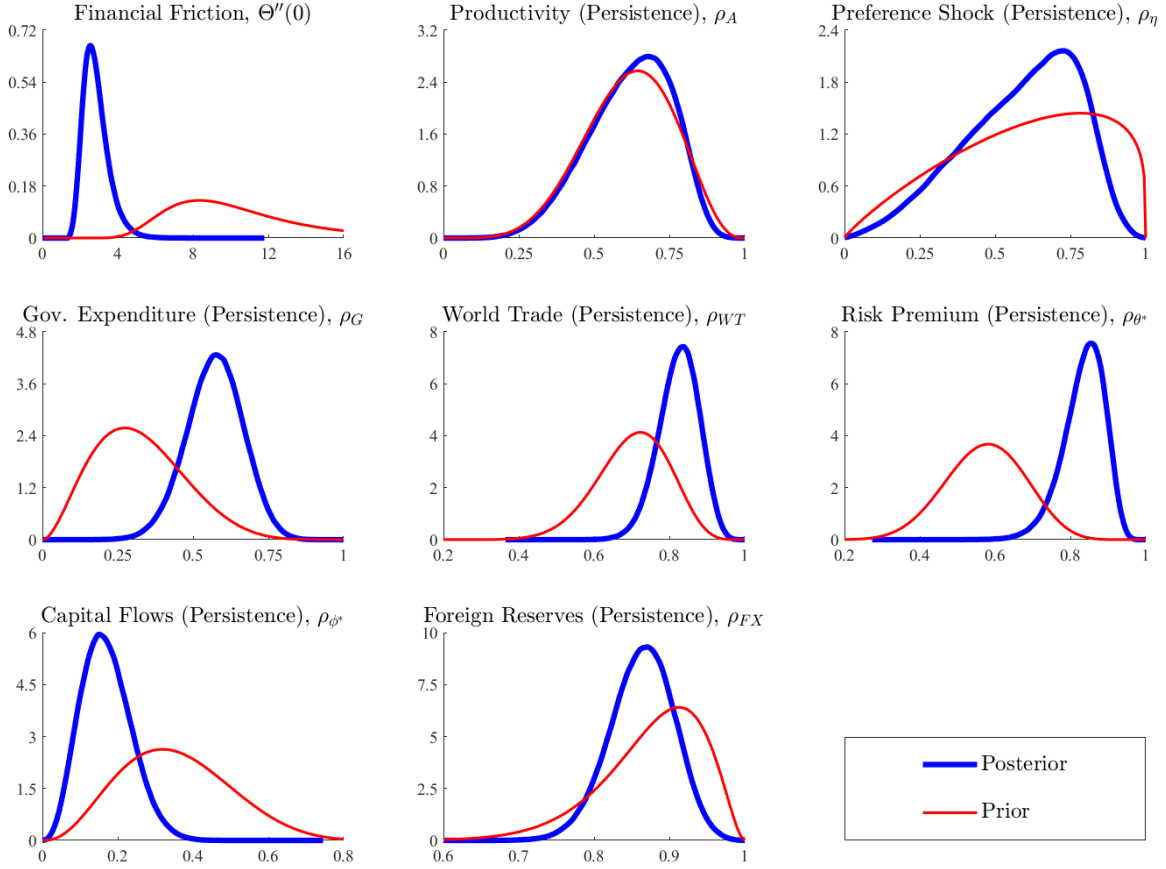 Financial Friction, Θ′′(0)
0.72
0.54
0.36
0.18
0
0 4 8 12 16
Productivity (Persistence), ρ_A
3.2
2.4
1.6
0.8
0
0 0.25 0.5 0.75 1
Preference Shock (Persistence), ρ_η
2.4
1.8
1.2
0.6
0
0 0.25 0.5 0.75 1
Gov. Expenditure (Persistence), ρ_G
4.8
3.6
2.4
1.2
0
0 0.25 0.5 0.75 1
World Trade (Persistence), ρ_WT
8
6
4
2
0
0.2 0.4 0.6 0.8 1
Risk Premium (Persistence), ρ_θ*
8
6
4
2
0
0.2 0.4 0.6 0.8 1
Capital Flows (Persistence), ρ_ϕ*
6
4.5
3
1.5
0
0 0.2 0.4 0.6 0.8
Foreign Reserves (Persistence), ρ_FX
10
7.5
5
2.5
0
0.6 0.7 0.8 0.9 1
Posterior
Prior